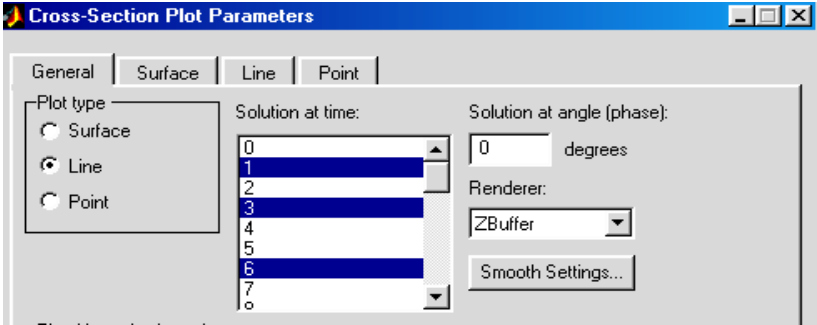 Cross-Section Plot Parameters
General Surface Line Point
Plot type
Surface
Line
Point
Solution at time:
0
1
2
3
4
5
6
7
Solution at angle (phase):
0 degrees
Renderer:
ZBuffer
Smooth Settings...